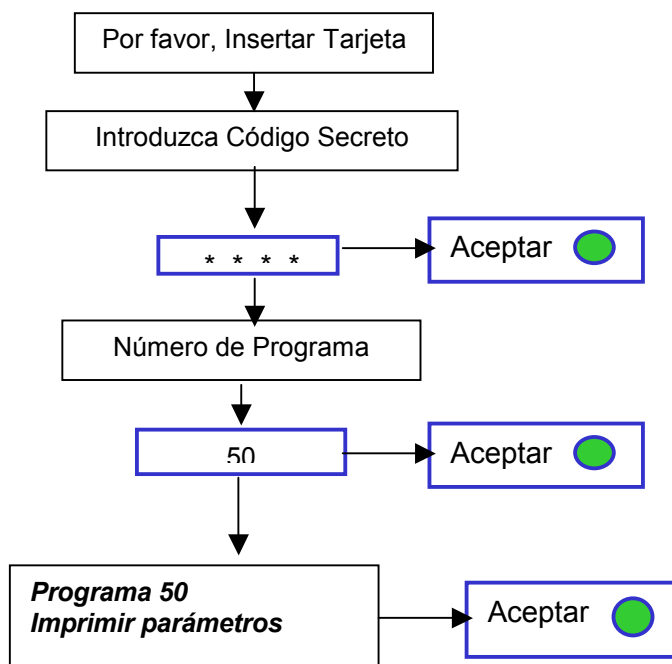 Por favor, Insertar Tarjeta
Introduzca Código Secreto
* * * *
Aceptar
Número de Programa
50
Aceptar
Programa 50
Imprimir parámetros
Aceptar